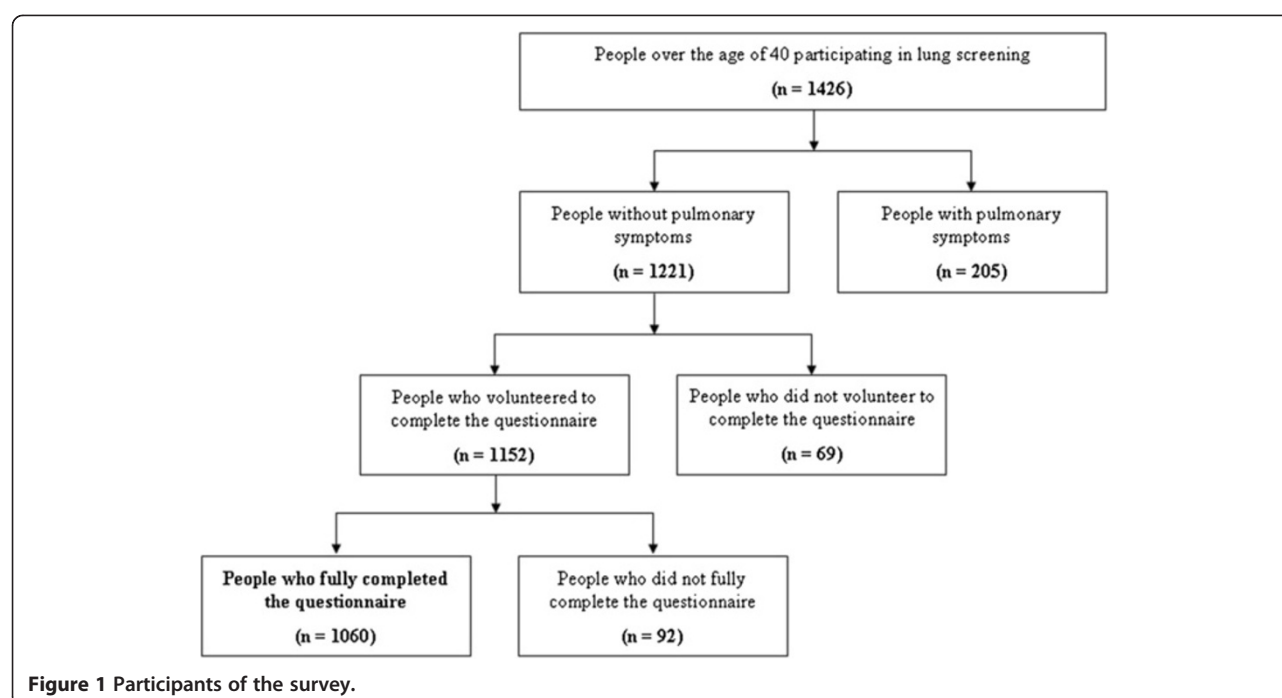 People over the age of 40 participating in lung screening
(n = 1426)
People without pulmonary
symptoms
(n = 1221)
People with pulmonary
symptoms
(n = 205)
People who volunteered to
complete the questionnaire
(n = 1152)
People who did not volunteer to
complete the questionnaire
(n = 69)
People who fully completed
the questionnaire
(n = 1060)
People who did not fully
complete the questionnaire
(n = 92)
Figure 1 Participants of the survey.